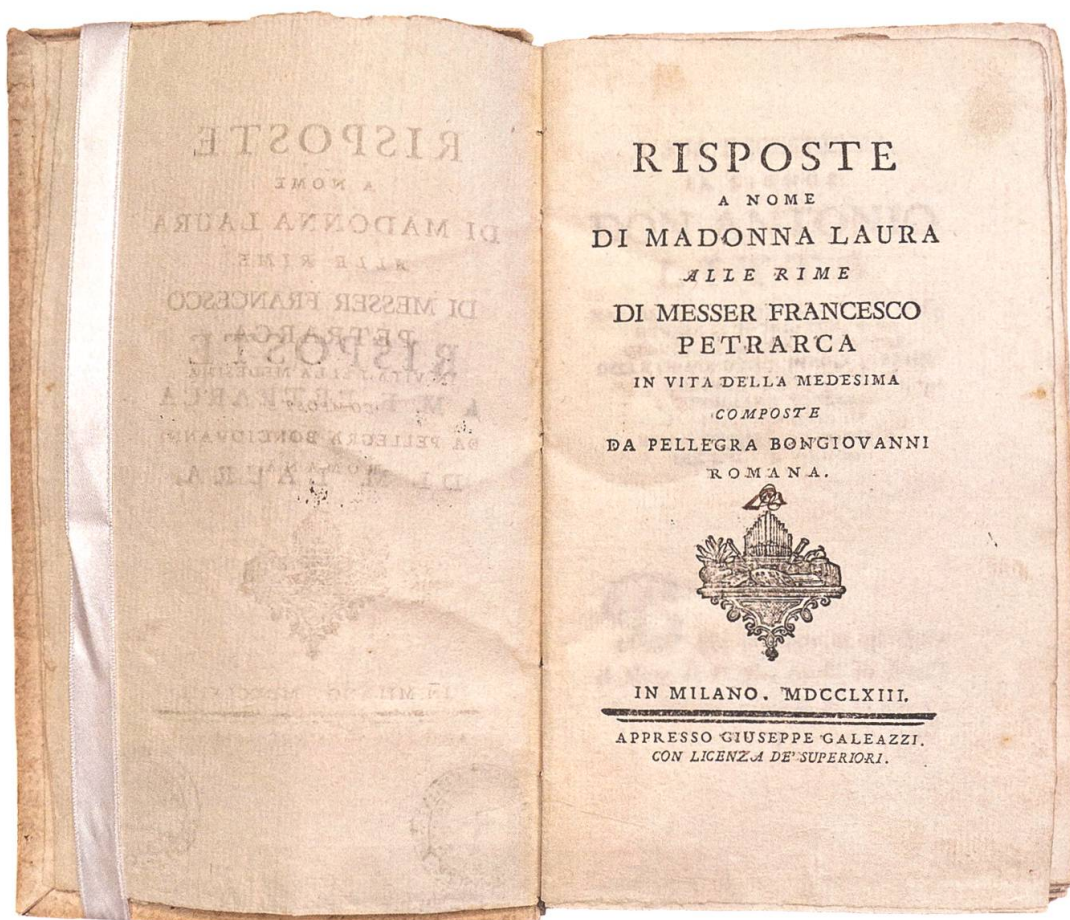 RISPOSTE
A NOME
DI MADONNA LAURA
ALLE RIME
DI MESSER FRANCESCO
PETRARCA
IN VITA DELLA MEDESIMA
COMPOSTE
DA PELLEGRA BONGIOVANNI
ROMANA.
IN MILANO. MDCCLXIII.
APPRESSO GIUSEPPE GALEAZZI.
CON LICENZA DE' SUPERIORI.